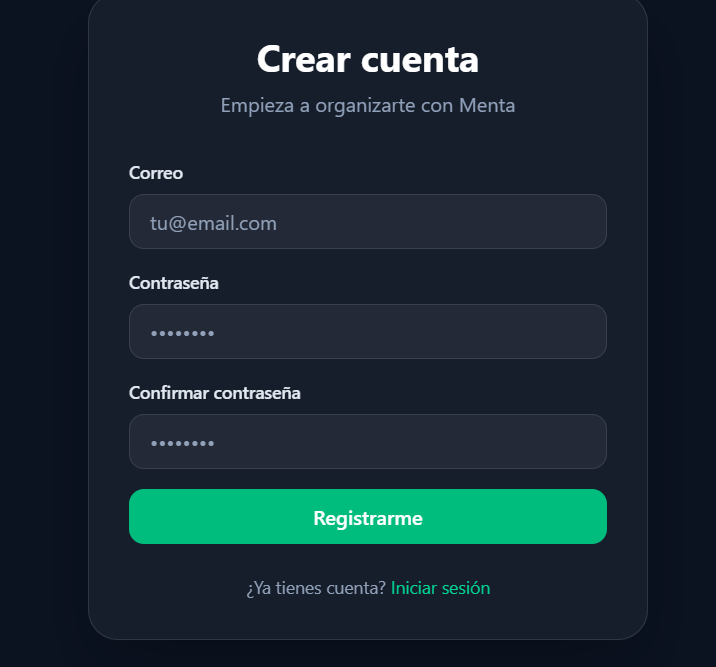 Crear cuenta
Empieza a organizarte con Menta
Correo
tu@email.com
Contraseña
••••••••
Confirmar contraseña
••••••••
Registrarme
¿Ya tienes cuenta? Iniciar sesión